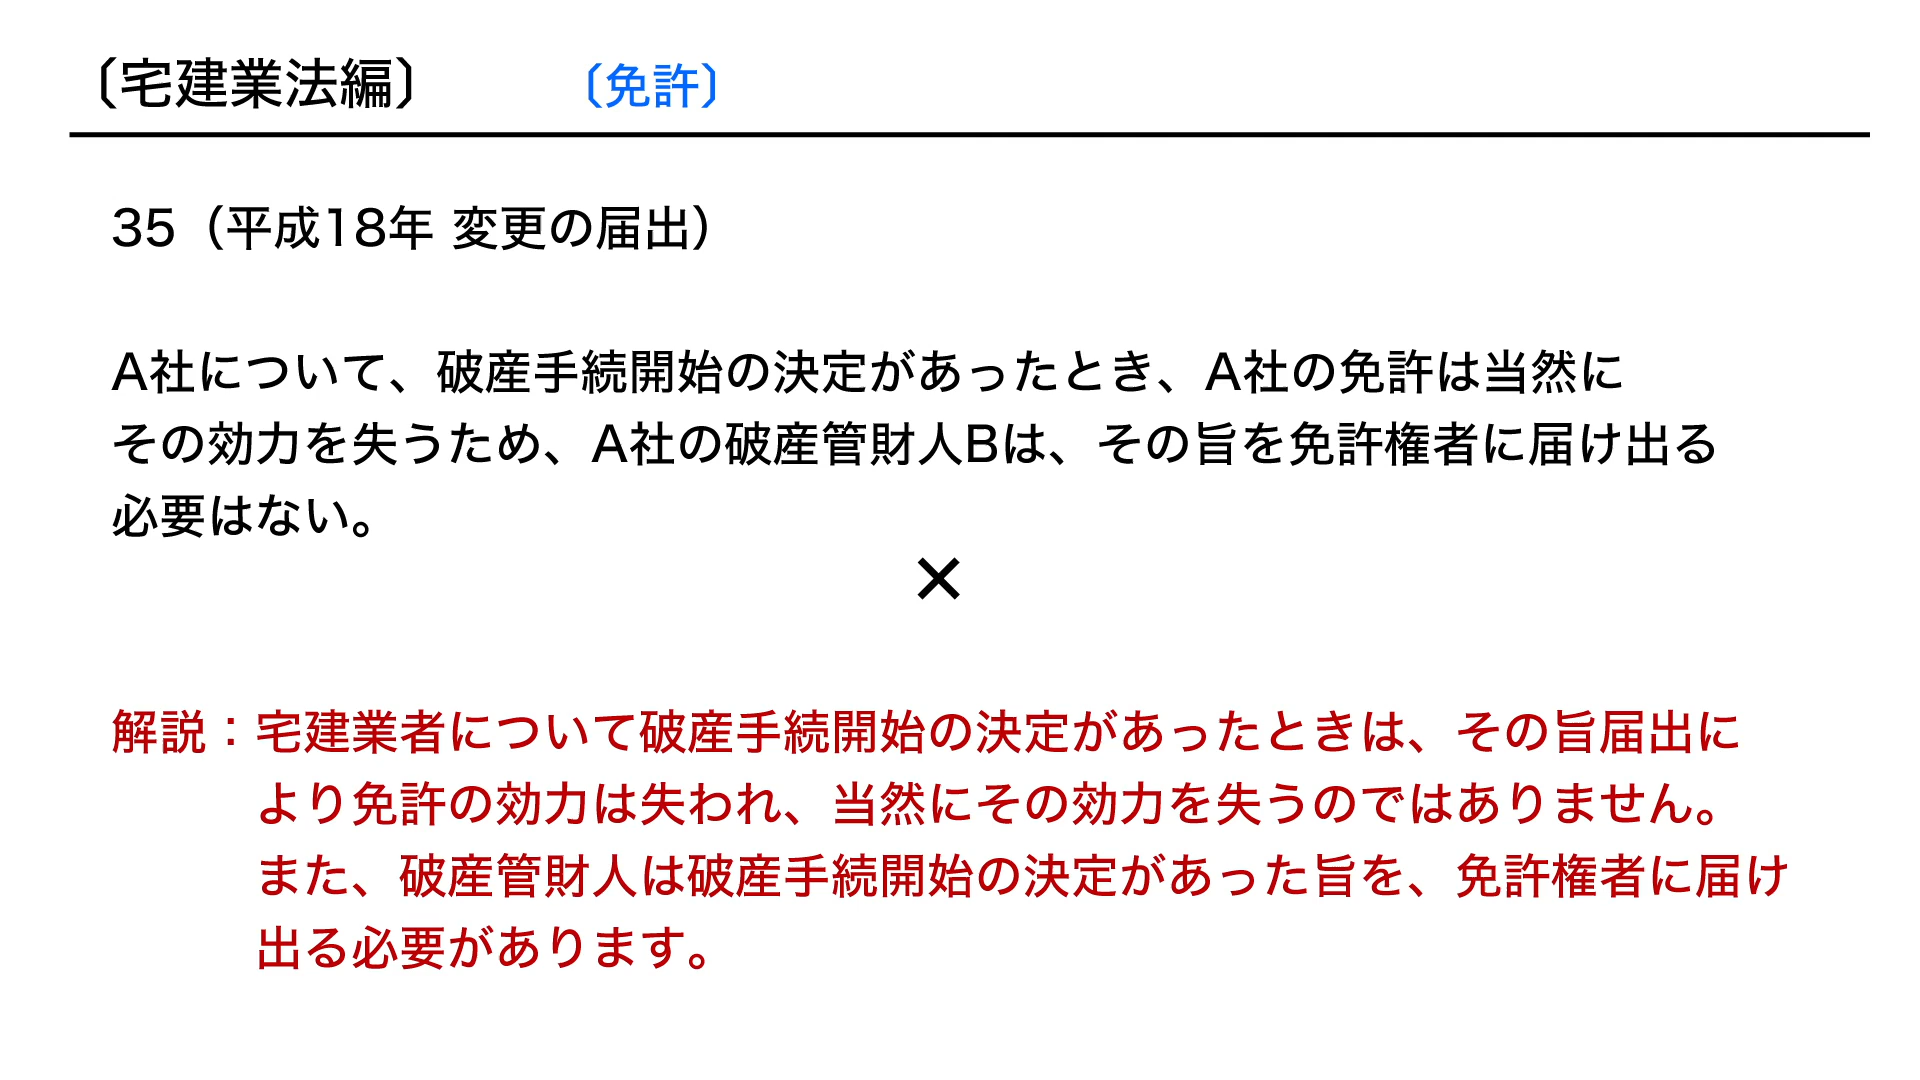 〔宅建業法編〕 〔免許〕
35（平成18年 変更の届出）
A社について、破産手続開始の決定があったとき、A社の免許は当然に
その効力を失うため、A社の破産管財人Bは、その旨を免許権者に届け出る
必要はない。
×
解説：宅建業者について破産手続開始の決定があったときは、その旨届出に
より免許の効力は失われ、当然にその効力を失うのではありません。
また、破産管財人は破産手続開始の決定があった旨を、免許権者に届け
出る必要があります。